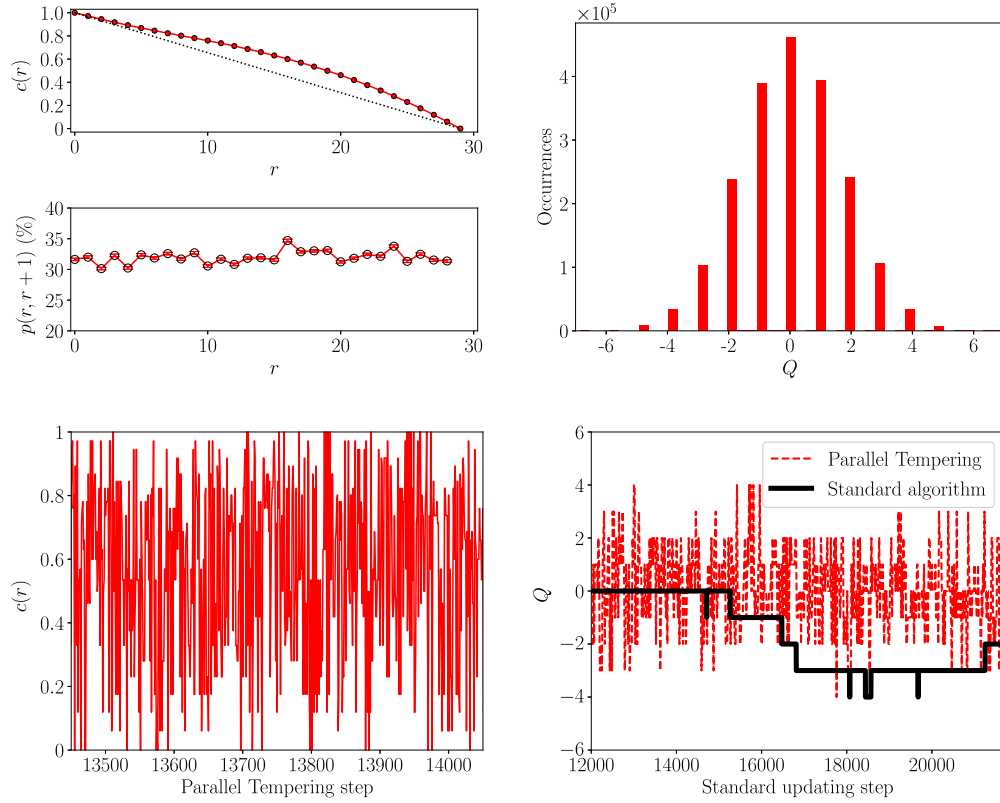 1.0
0.8
0.6
0.4
0.2
0
c(r)
0 10 20 30
r
40
35
30
25
20
p(r, r + 1) (%)
0 10 20 30
r
×10⁵
4
3
2
1
0
Occurrences
-6 -4 -2 0 2 4 6
Q
1
0.8
0.6
0.4
0.2
0
c(r)
13500 13600 13700 13800 13900 14000
Parallel Tempering step
6
4
2
0
−2
−4
−6
Q
Parallel Tempering
Standard algorithm
12000 14000 16000 18000 20000
Standard updating step